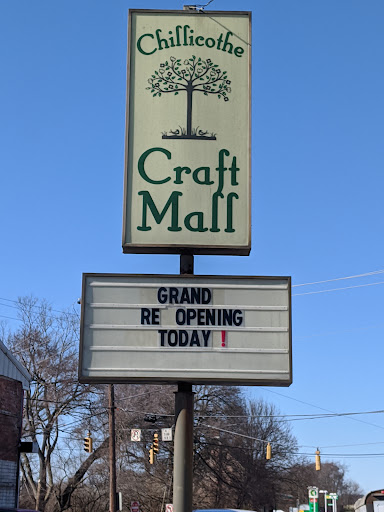 Chillicothe
Craft
Mall
GRAND
RE OPENING
TODAY!